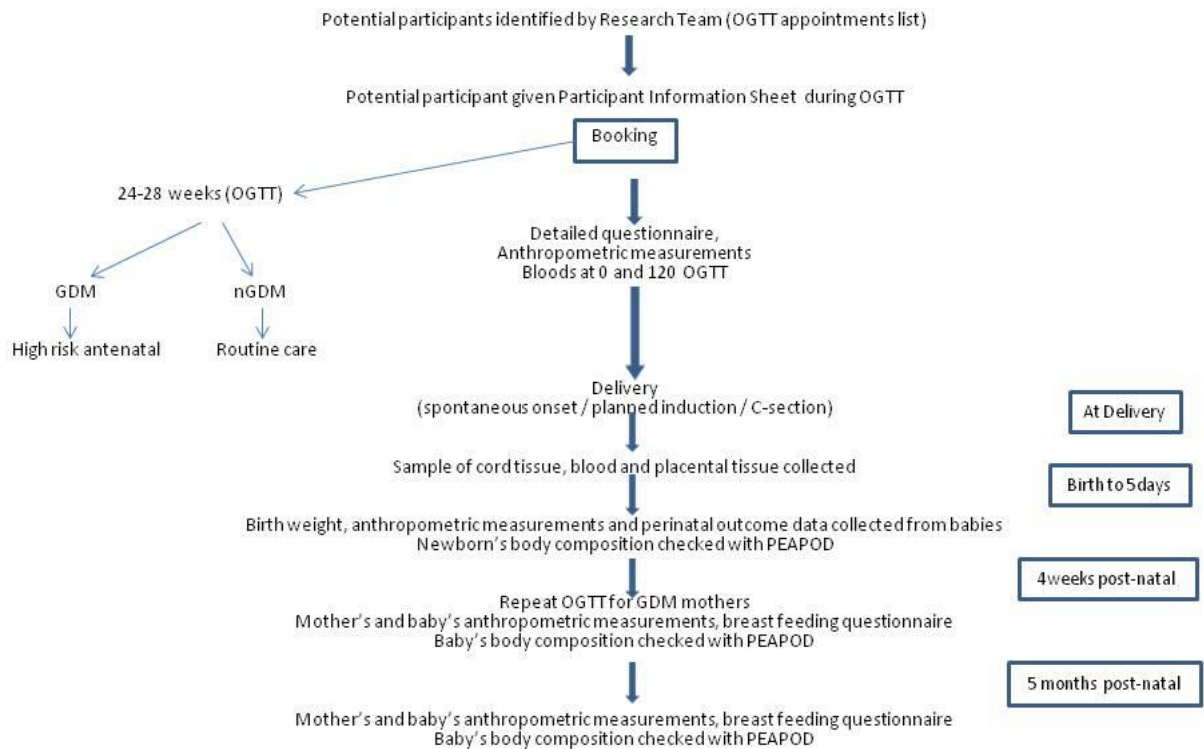 Potential participants identified by Research Team (OGTT appointments list)
Potential participant given Participant Information Sheet during OGTT
Booking
24-28 weeks (OGTT)
GDM
nGDM
High risk antenatal
Routine care
Detailed questionnaire,
Anthropometric measurements
Bloods at 0 and 120 OGTT
Delivery
(spontaneous onset / planned induction / C-section)
At Delivery
Sample of cord tissue, blood and placental tissue collected
Birth to 5days
Birth weight, anthropometric measurements and perinatal outcome data collected from babies
Newborn's body composition checked with PEAPOD
4weeks post-natal
Repeat OGTT for GDM mothers
Mother's and baby's anthropometric measurements, breast feeding questionnaire
Baby's body composition checked with PEAPOD
5 months post-natal
Mother's and baby's anthropometric measurements, breast feeding questionnaire
Baby's body composition checked with PEAPOD